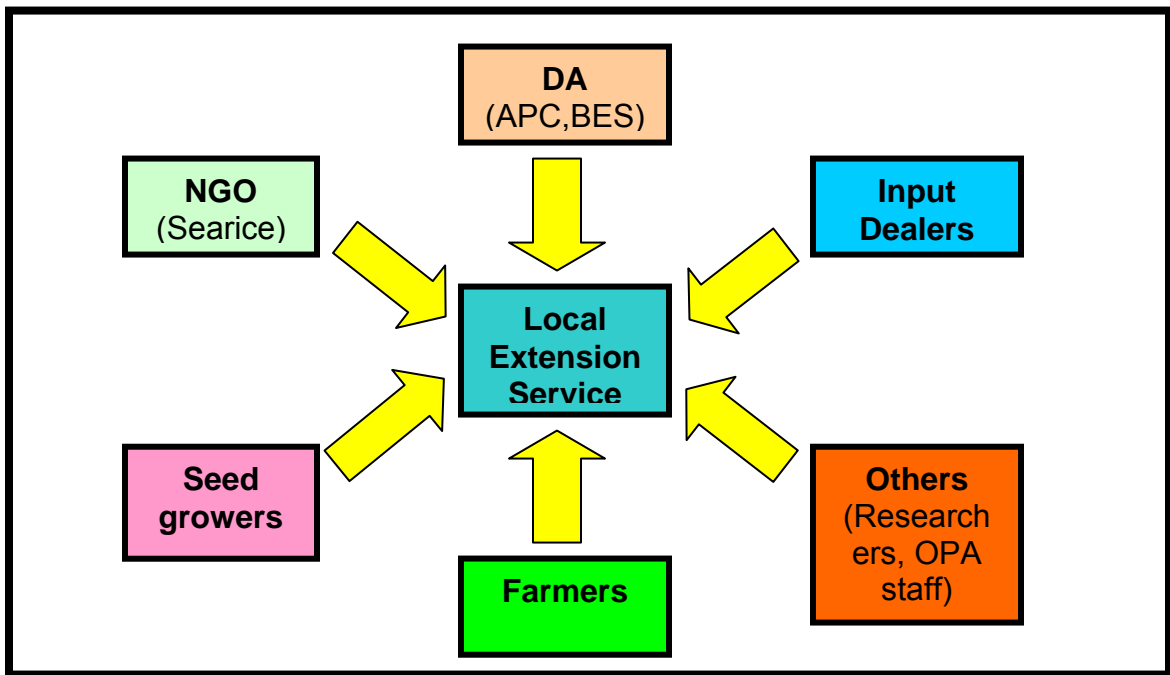 DA
(APC,BES)
NGO
(Searice)
Input
Dealers
Local
Extension
Service
Seed
growers
Farmers
Others
(Research
ers, OPA
staff)